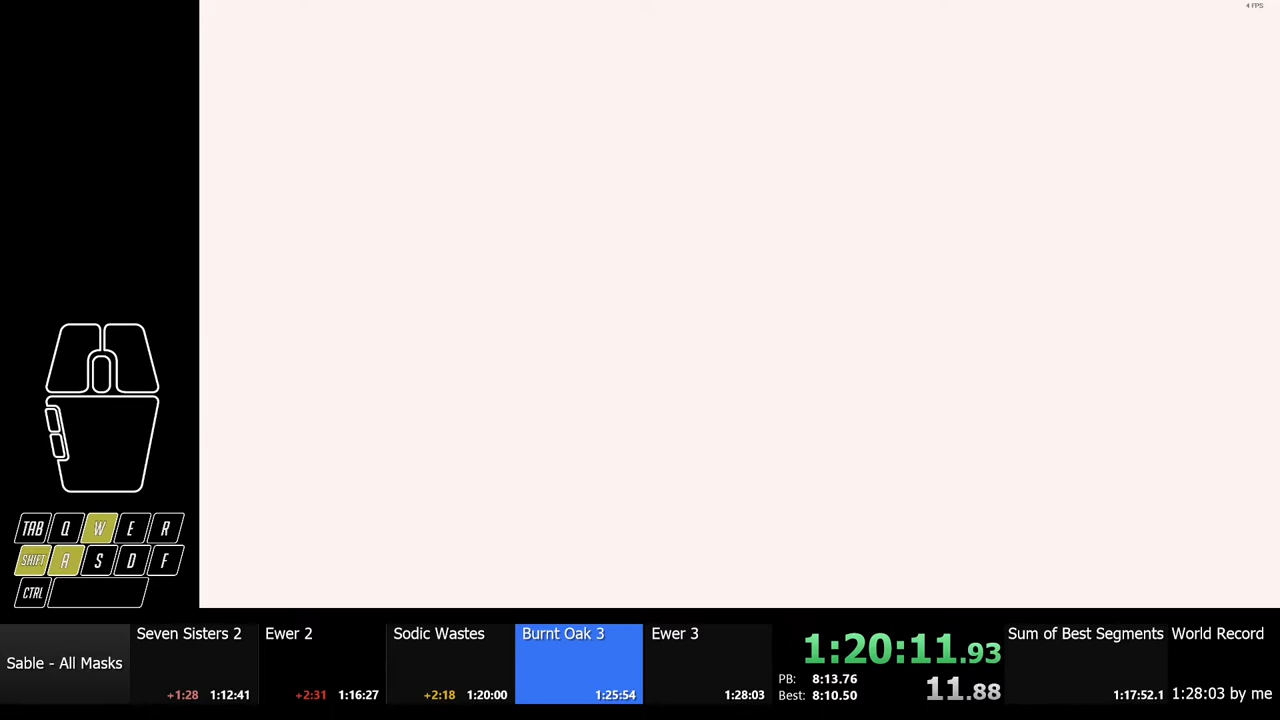 4 FPS
TAB Q W E R
SHIFT A S D F
CTRL
Sable - All Masks
Seven Sisters 2
+1:28 1:12:41
Ewer 2
+2:31 1:16:27
Sodic Wastes
+2:18 1:20:00
Burnt Oak 3
1:25:54
Ewer 3
1:28:03
1:20:11.93
PB: 8:13.76
Best: 8:10.50
11.88
Sum of Best Segments
1:17:52.1
World Record
1:28:03 by me